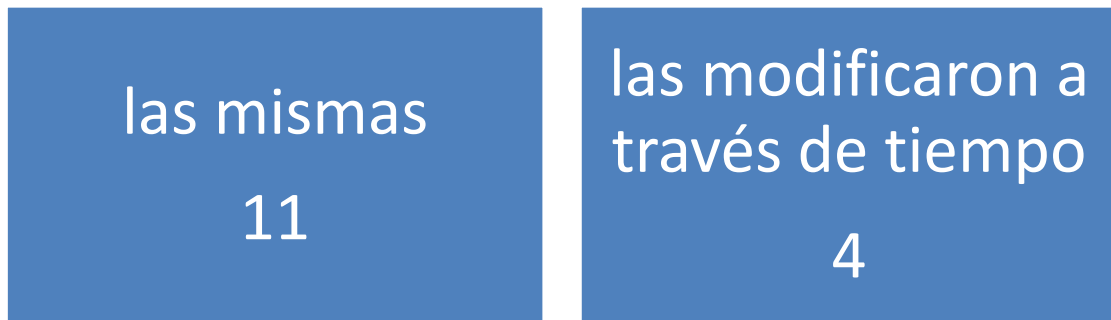 las mismas
11
las modificaron a
través de tiempo
4